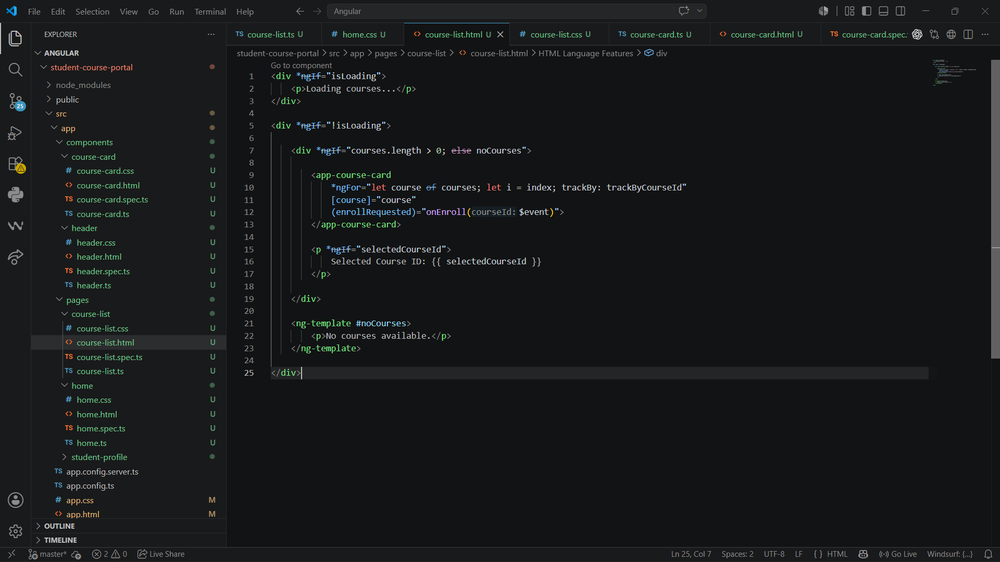 File Edit Selection View Go Run Terminal Help
Angular
EXPLORER
ANGULAR
student-course-portal
node_modules
public
src
app
components
course-card
# course-card.css U
<> course-card.html U
TS course-card.spec.ts U
TS course-card.ts U
header
# header.css U
<> header.html U
TS header.spec.ts U
TS header.ts U
pages
course-list
# course-list.css U
<> course-list.html U
TS course-list.spec.ts U
TS course-list.ts U
home
# home.css U
<> home.html U
TS home.spec.ts U
TS home.ts U
student-profile
TS app.config.server.ts
TS app.config.ts
# app.css M
<> app.html M
OUTLINE
TIMELINE
25
TS course-list.ts U # home.css U <> course-list.html U # course-list.css U TS course-card.ts U <> course-card.html U TS course-card.spec.
student-course-portal > src > app > pages > course-list > <> course-list.html > HTML Language Features > div
Go to component
1 <div *ngIf="isLoading">
2 <p>Loading courses...</p>
3 </div>
4
5 <div *ngIf="!isLoading">
6
7 <div *ngIf="courses.length > 0; else noCourses">
8
9 <app-course-card
10 *ngFor="let course of courses; let i = index; trackBy: trackByCourseId"
11 [course]="course"
12 (enrollRequested)="onEnroll(courseId: $event)">
13 </app-course-card>
14
15 <p *ngIf="selectedCourseId">
16 Selected Course ID: {{ selectedCourseId }}
17 </p>
18
19 </div>
20
21 <ng-template #noCourses>
22 <p>No courses available.</p>
23 </ng-template>
24
25 </div>
master* 2 0 Live Share Ln 25, Col 7 Spaces: 2 UTF-8 LF { } HTML Go Live Windsurf: {...}